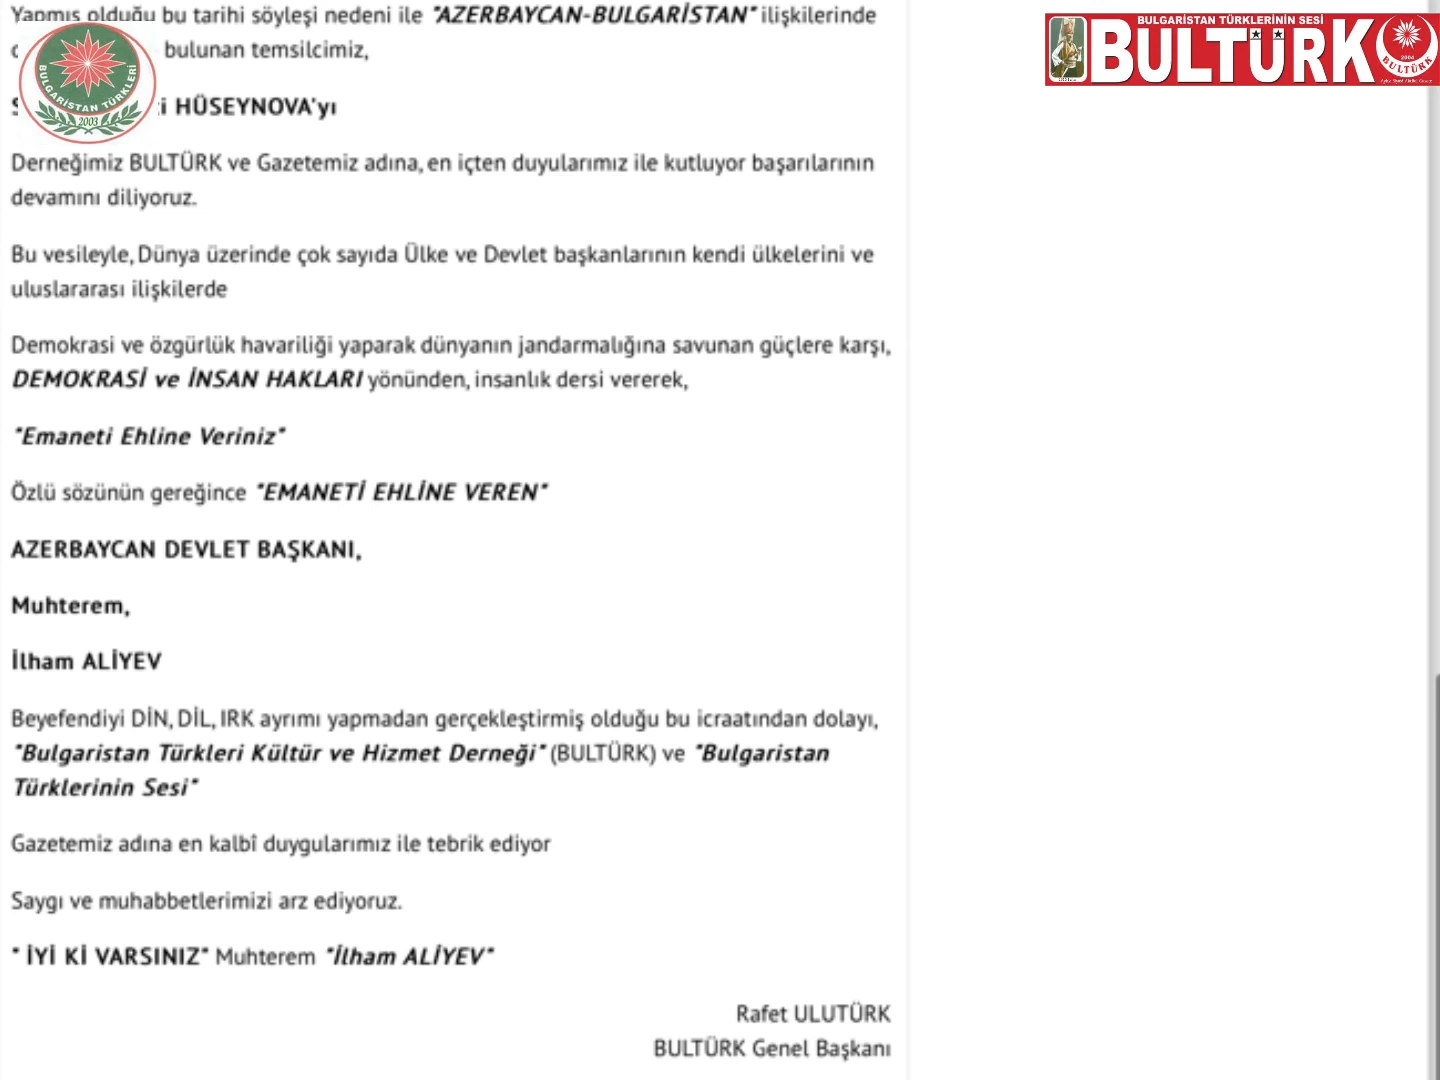 Yapmış olduğu bu tarihi söyleşi nedeni ile "AZERBAYCAN-BULGARİSTAN" ilişkilerinde
bulunan temsilcimiz,
HÜSEYNOVA'yı
Derneğimiz BULTÜRK ve Gazetemiz adına, en içten duyularımız ile kutluyor başarılarının
devamını diliyoruz.
Bu vesileyle, Dünya üzerinde çok sayıda Ülke ve Devlet başkanlarının kendi ülkelerini ve
uluslararası ilişkilerde
Demokrasi ve özgürlük havariliği yaparak dünyanın jandarmalığına savunan güçlere karşı,
DEMOKRASİ ve İNSAN HAKLARI yönünden, insanlık dersi vererek,
"Emaneti Ehline Veriniz"
Özlü sözünün gereğince "EMANETİ EHLİNE VEREN"
AZERBAYCAN DEVLET BAŞKANI,
Muhterem,
İlham ALİYEV
Beyefendiyi DİN, DİL, IRK ayrımı yapmadan gerçekleştirmiş olduğu bu icraatından dolayı,
"Bulgaristan Türkleri Kültür ve Hizmet Derneği" (BULTÜRK) ve "Bulgaristan
Türklerinin Sesi"
Gazetemiz adına en kalbî duygularımız ile tebrik ediyor
Saygı ve muhabbetlerimizi arz ediyoruz.
" İYİ Kİ VARSINIZ" Muhterem "İlham ALİYEV"
Rafet ULUTÜRK
BULTÜRK Genel Başkanı
BULGARİSTAN TÜRKLERİ
2003
BULGARİSTAN TÜRKLERİNİN SESİ
BULTÜRK
2004
BULTÜRK